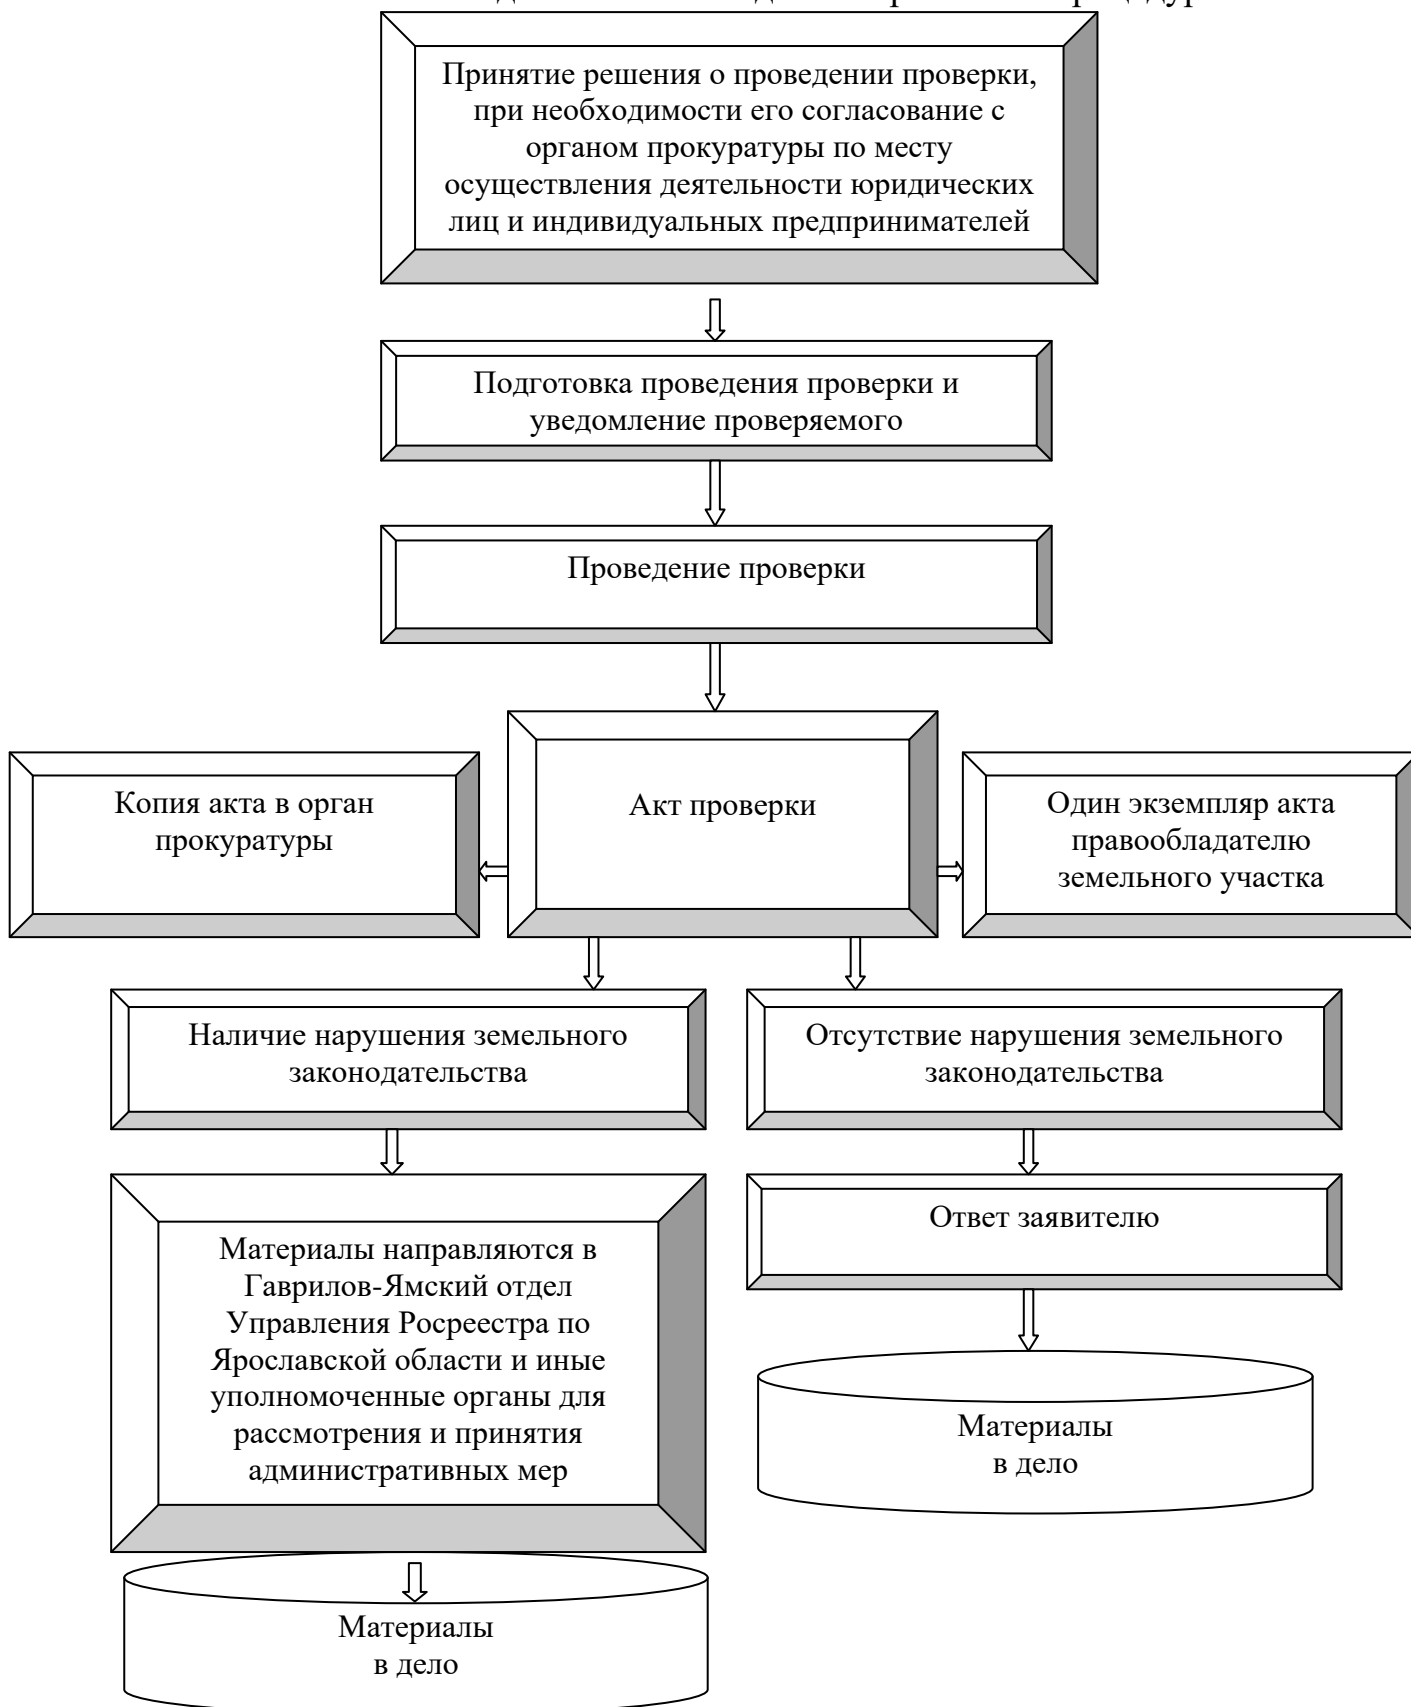 Принятие решения о проведении проверки,
при необходимости его согласование с
органом прокуратуры по месту
осуществления деятельности юридических
лиц и индивидуальных предпринимателей
Подготовка проведения проверки и
уведомление проверяемого
Проведение проверки
Копия акта в орган
прокуратуры
Акт проверки
Один экземпляр акта
правообладателю
земельного участка
Наличие нарушения земельного
законодательства
Отсутствие нарушения земельного
законодательства
Материалы направляются в
Гаврилов-Ямский отдел
Управления Росреестра по
Ярославской области и иные
уполномоченные органы для
рассмотрения и принятия
административных мер
Ответ заявителю
Материалы
в дело
Материалы
в дело